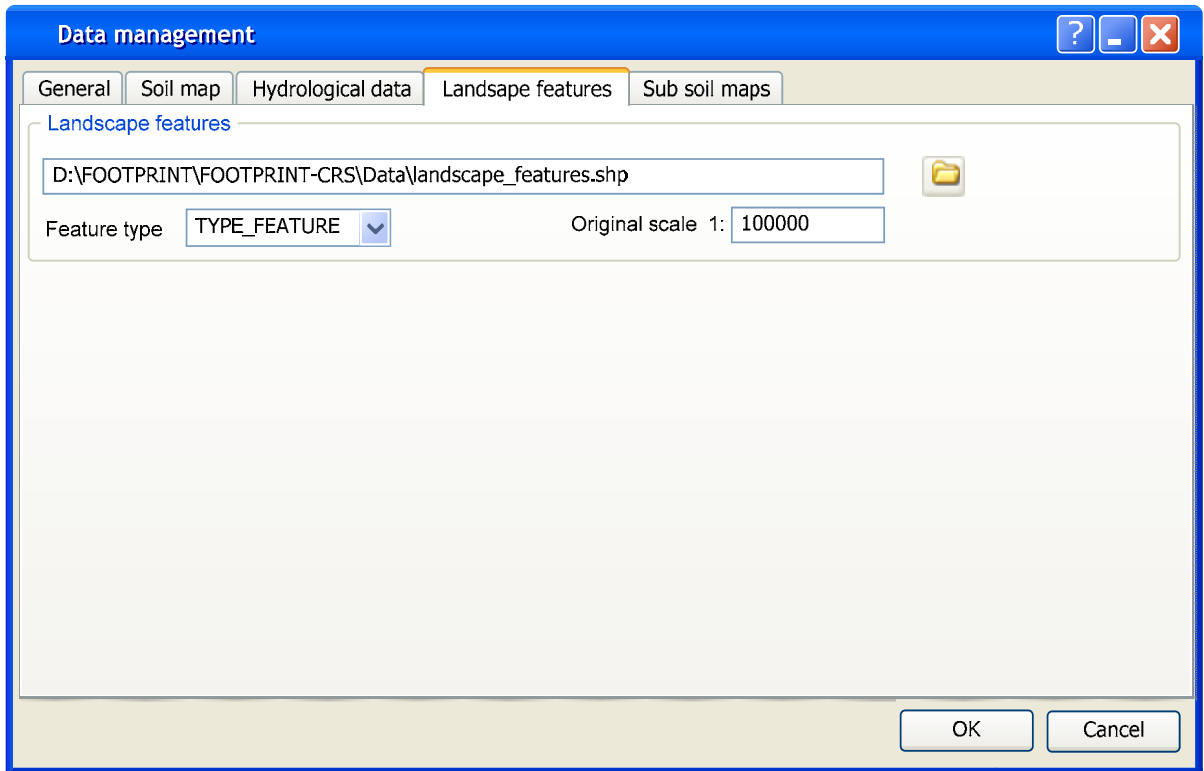 Data management ?
General Soil map Hydrological data Landsape features Sub soil maps
Landscape features
D:\FOOTPRINT\FOOTPRINT-CRS\Data\landscape_features.shp
Feature type TYPE_FEATURE Original scale 1: 100000
OK Cancel